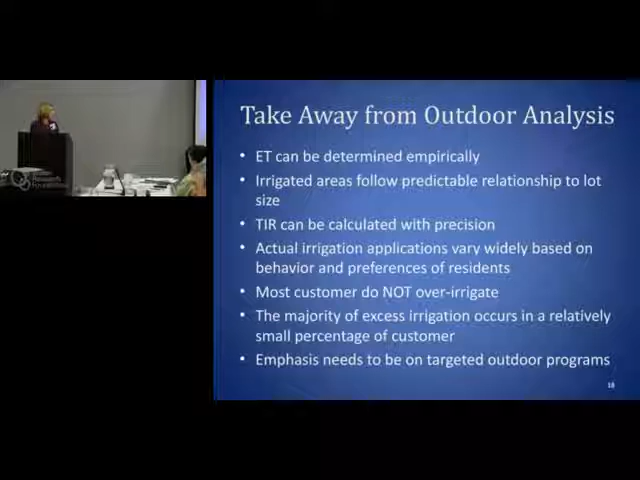 Take Away from Outdoor Analysis
• ET can be determined empirically
• Irrigated areas follow predictable relationship to lot
size
• TIR can be calculated with precision
• Actual irrigation applications vary widely based on
behavior and preferences of residents
• Most customer do NOT over-irrigate
• The majority of excess irrigation occurs in a relatively
small percentage of customer
• Emphasis needs to be on targeted outdoor programs
18
Research
Foundation